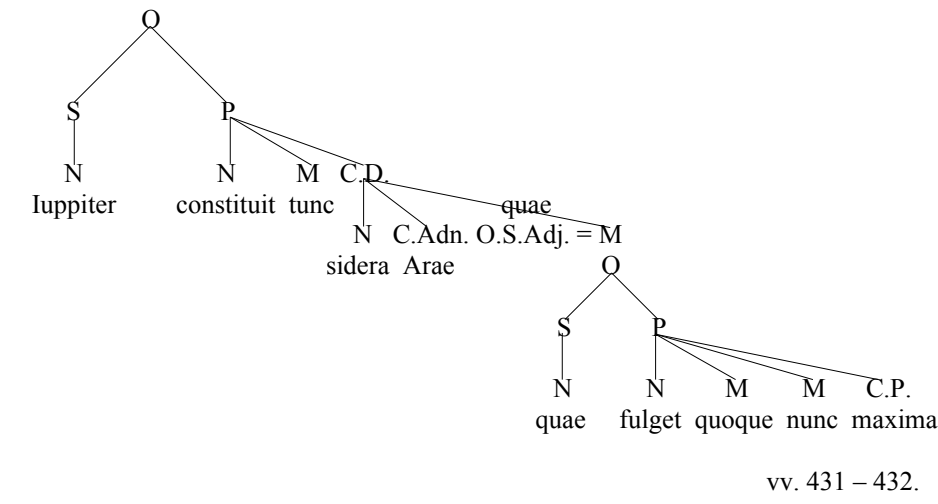 O
S P
N N M C.D.
Iuppiter constituit tunc quae
N C.Adn. O.S.Adj. = M
sidera Arae O
S P
N N M M C.P.
quae fulget quoque nunc maxima
vv. 431 – 432.